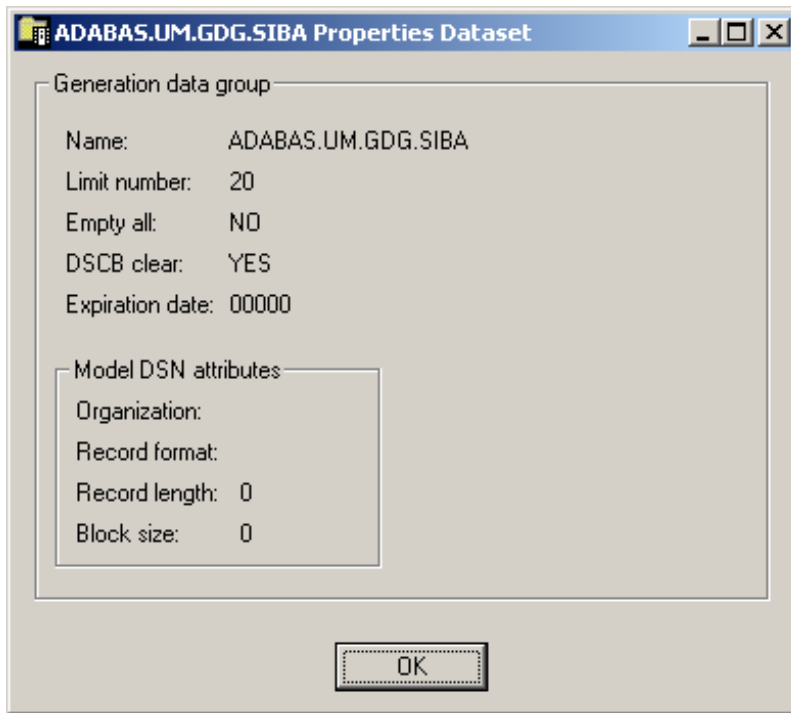 ADABAS.UM.GDG.SIBA Properties Dataset
Generation data group
Name: ADABAS.UM.GDG.SIBA
Limit number: 20
Empty all: NO
DSCB clear: YES
Expiration date: 00000
Model DSN attributes
Organization:
Record format:
Record length: 0
Block size: 0
OK